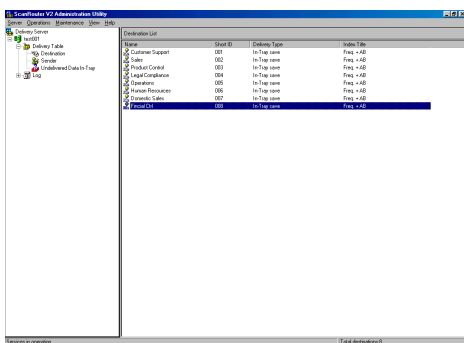 ScanRouter V2 Administration Utility
Server Operations Maintenance View Help
Delivery Server
test001
Delivery Table
Destination
Sender
Undelivered Data In-Tray
Log
Destination List
Name Short ID Delivery Type Index Title
Customer Support 001 In-Tray save Freq. + AB
Sales 002 In-Tray save Freq. + AB
Product Control 003 In-Tray save Freq. + AB
Legal Compliance 004 In-Tray save Freq. + AB
Operations 005 In-Tray save Freq. + AB
Human Resources 006 In-Tray save Freq. + AB
Domestic Sales 007 In-Tray save Freq. + AB
Fincial Ctrl 008 In-Tray save Freq. + AB
Services in operation Total destinations:8